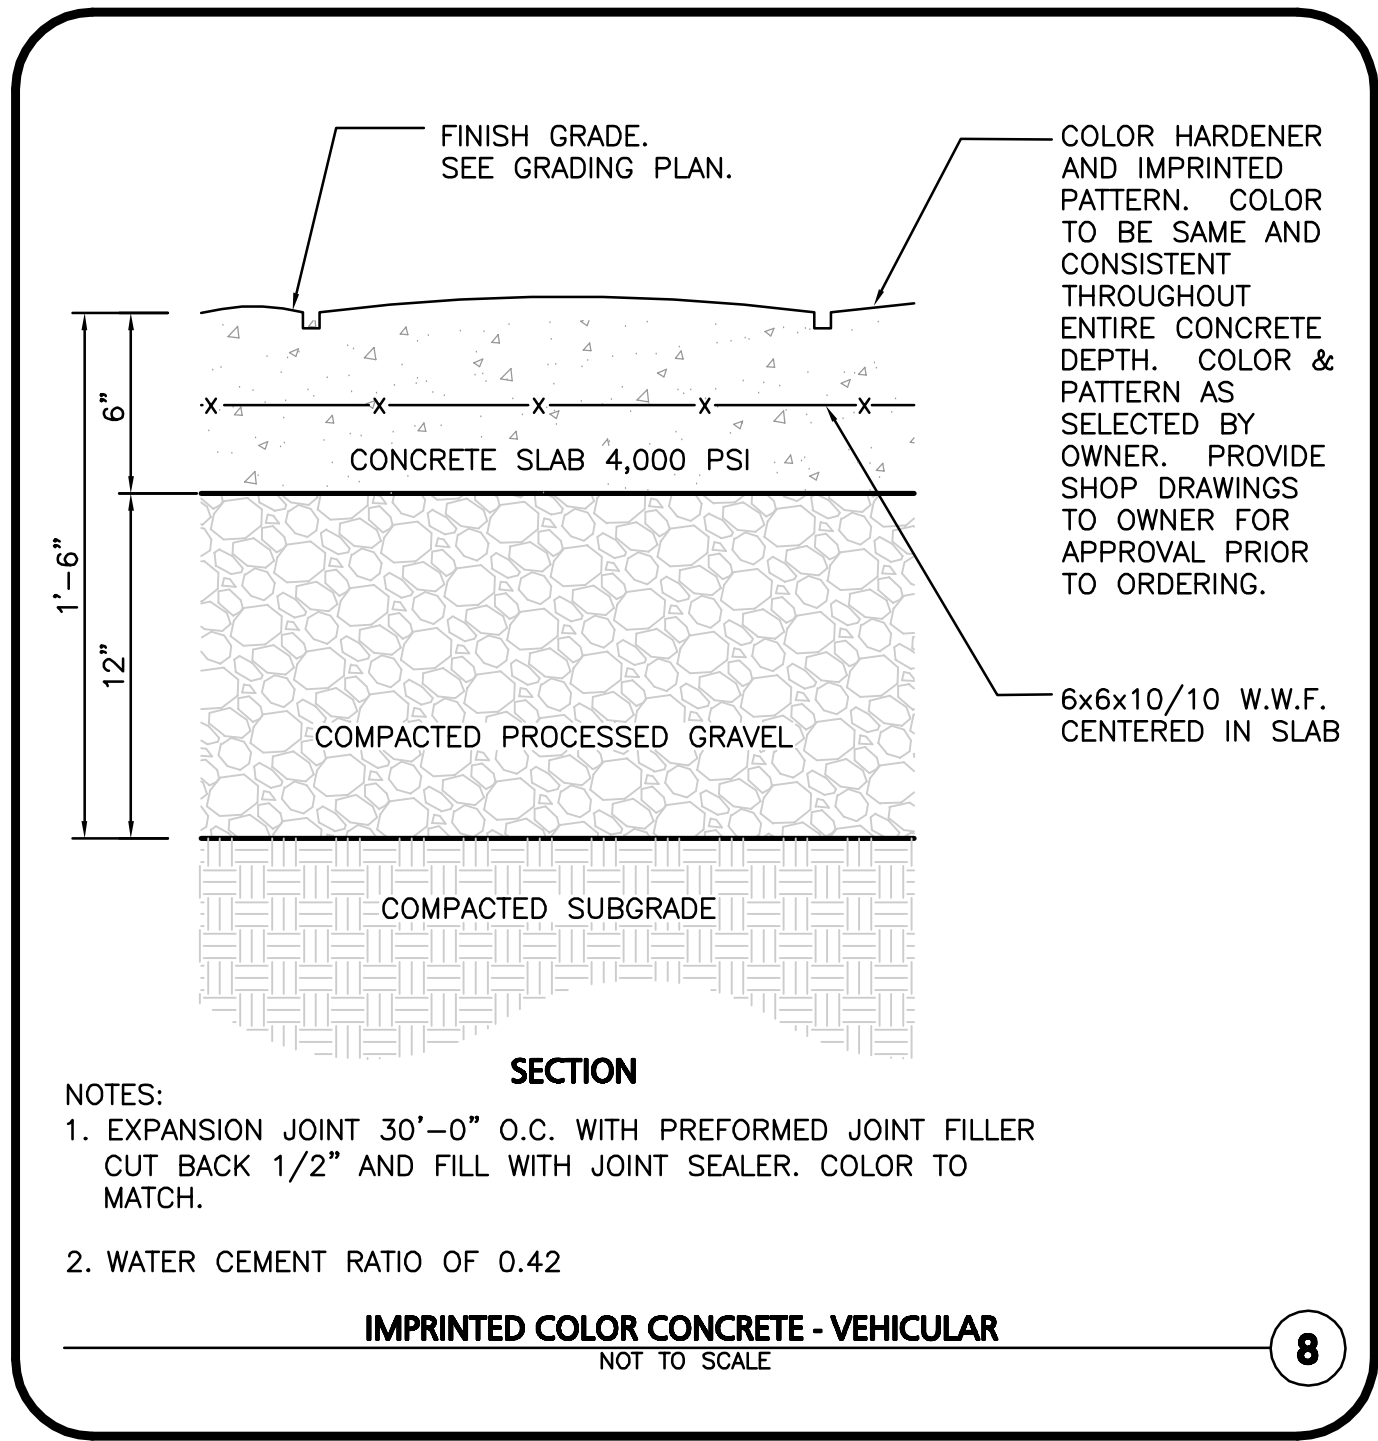 FINISH GRADE.
SEE GRADING PLAN.
COLOR HARDENER
AND IMPRINTED
PATTERN. COLOR
TO BE SAME AND
CONSISTENT
THROUGHOUT
ENTIRE CONCRETE
DEPTH. COLOR &
PATTERN AS
SELECTED BY
OWNER. PROVIDE
SHOP DRAWINGS
TO OWNER FOR
APPROVAL PRIOR
TO ORDERING.
6"
X X X X X
CONCRETE SLAB 4,000 PSI
1'-6"
12"
6x6x10/10 W.W.F.
CENTERED IN SLAB
COMPACTED PROCESSED GRAVEL
COMPACTED SUBGRADE
SECTION
NOTES:
1. EXPANSION JOINT 30'-0" O.C. WITH PREFORMED JOINT FILLER
CUT BACK 1/2" AND FILL WITH JOINT SEALER. COLOR TO
MATCH.
2. WATER CEMENT RATIO OF 0.42
IMPRINTED COLOR CONCRETE - VEHICULAR
NOT TO SCALE
8